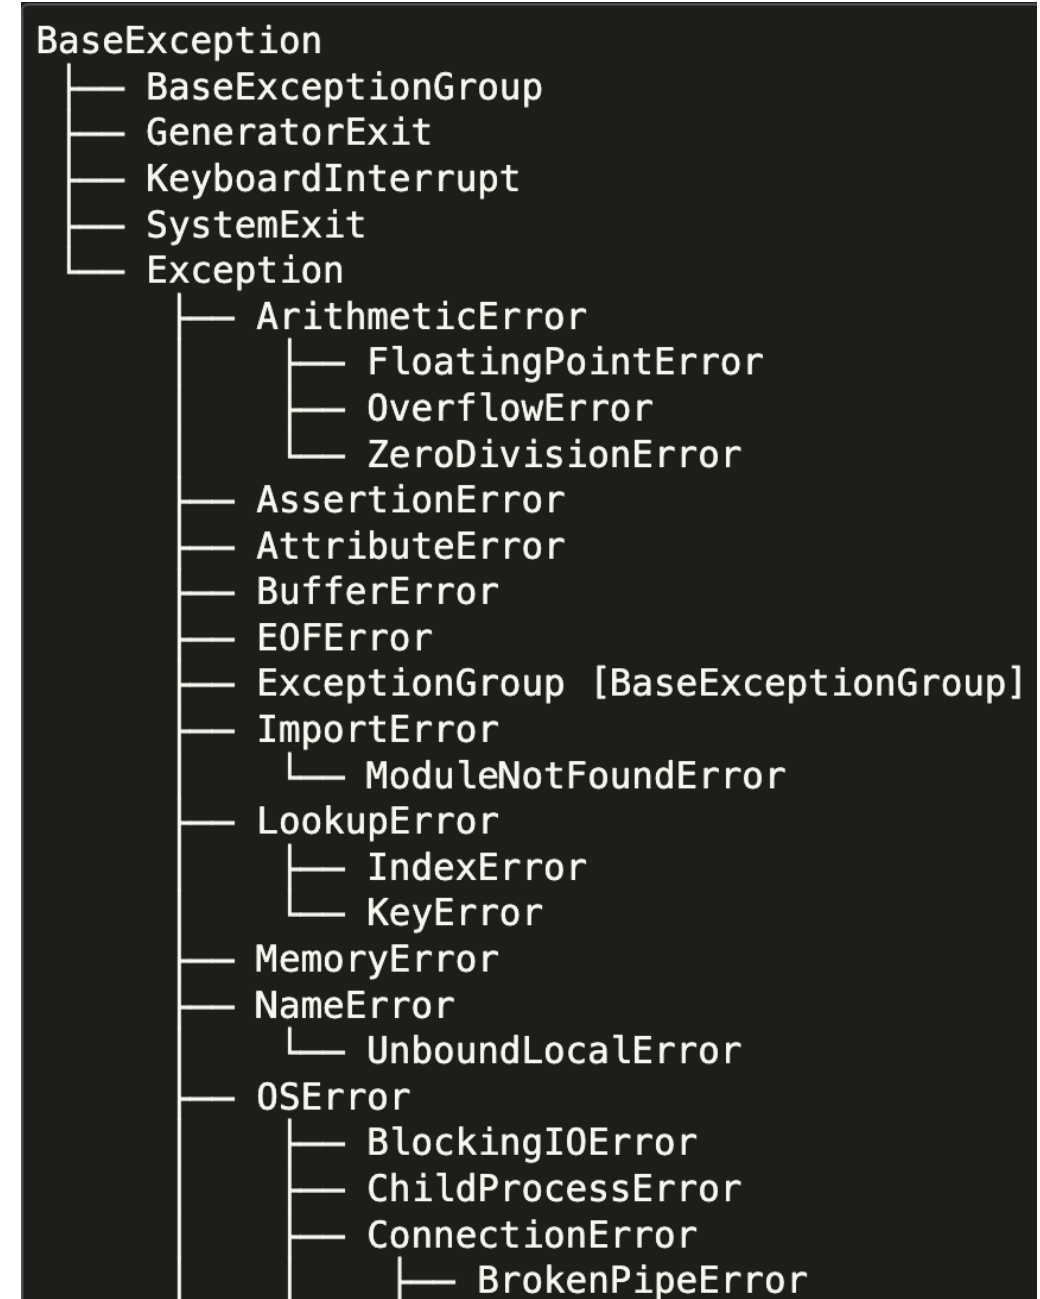 BaseException
├── BaseExceptionGroup
├── GeneratorExit
├── KeyboardInterrupt
├── SystemExit
└── Exception
├── ArithmeticError
├── FloatingPointError
├── OverflowError
└── ZeroDivisionError
├── AssertionError
├── AttributeError
├── BufferError
├── EOFError
├── ExceptionGroup [BaseExceptionGroup]
├── ImportError
└── ModuleNotFoundError
├── LookupError
├── IndexError
└── KeyError
├── MemoryError
├── NameError
└── UnboundLocalError
├── OSError
├── BlockingIOError
├── ChildProcessError
├── ConnectionError
├── BrokenPipeError